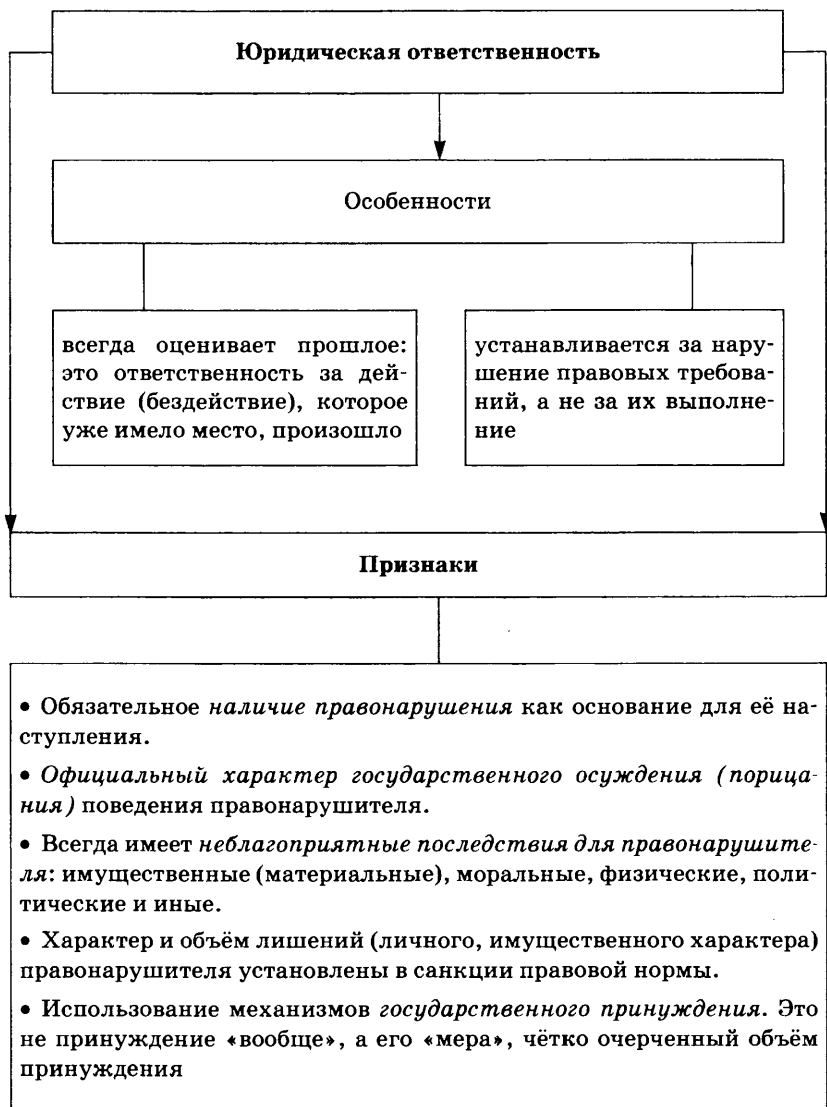 Юридическая ответственность
Особенности
всегда оценивает прошлое:
это ответственность за дей-
ствие (бездействие), которое
уже имело место, произошло
устанавливается за нару-
шение правовых требова-
ний, а не за их выполне-
ние
Признаки
• Обязательное наличие правонарушения как основание для её на-
ступления.
• Официальный характер государственного осуждения (порица-
ния) поведения правонарушителя.
• Всегда имеет неблагоприятные последствия для правонарушите-
ля: имущественные (материальные), моральные, физические, поли-
тические и иные.
• Характер и объём лишений (личного, имущественного характера)
правонарушителя установлены в санкции правовой нормы.
• Использование механизмов государственного принуждения. Это
не принуждение «вообще», а его «мера», чётко очерченный объём
принуждения